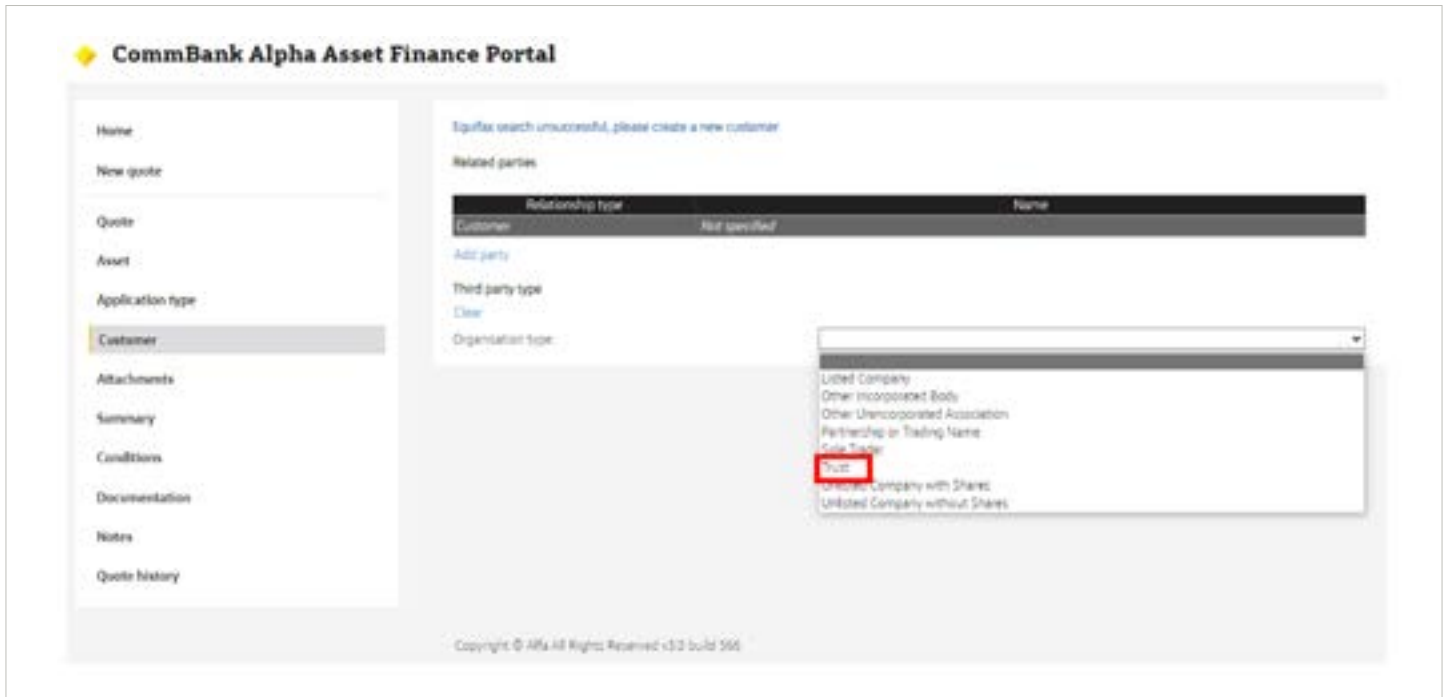 CommBank Alpha Asset Finance Portal
Home
New quote
Quote
Asset
Application type
Customer
Attachments
Summary
Conditions
Documentation
Notes
Quote history
Equifax search unsuccessful, please create a new customer
Related parties
Relationship type Name
Customer Not specified
Add party
Third party type
Clear
Organisation type
Listed Company
Other Incorporated Body
Other Unincorporated Association
Partnership or Trading Name
Sole Trader
Trust
Unlisted Company with Shares
Unlisted Company without Shares
Copyright © Alfa All Rights Reserved